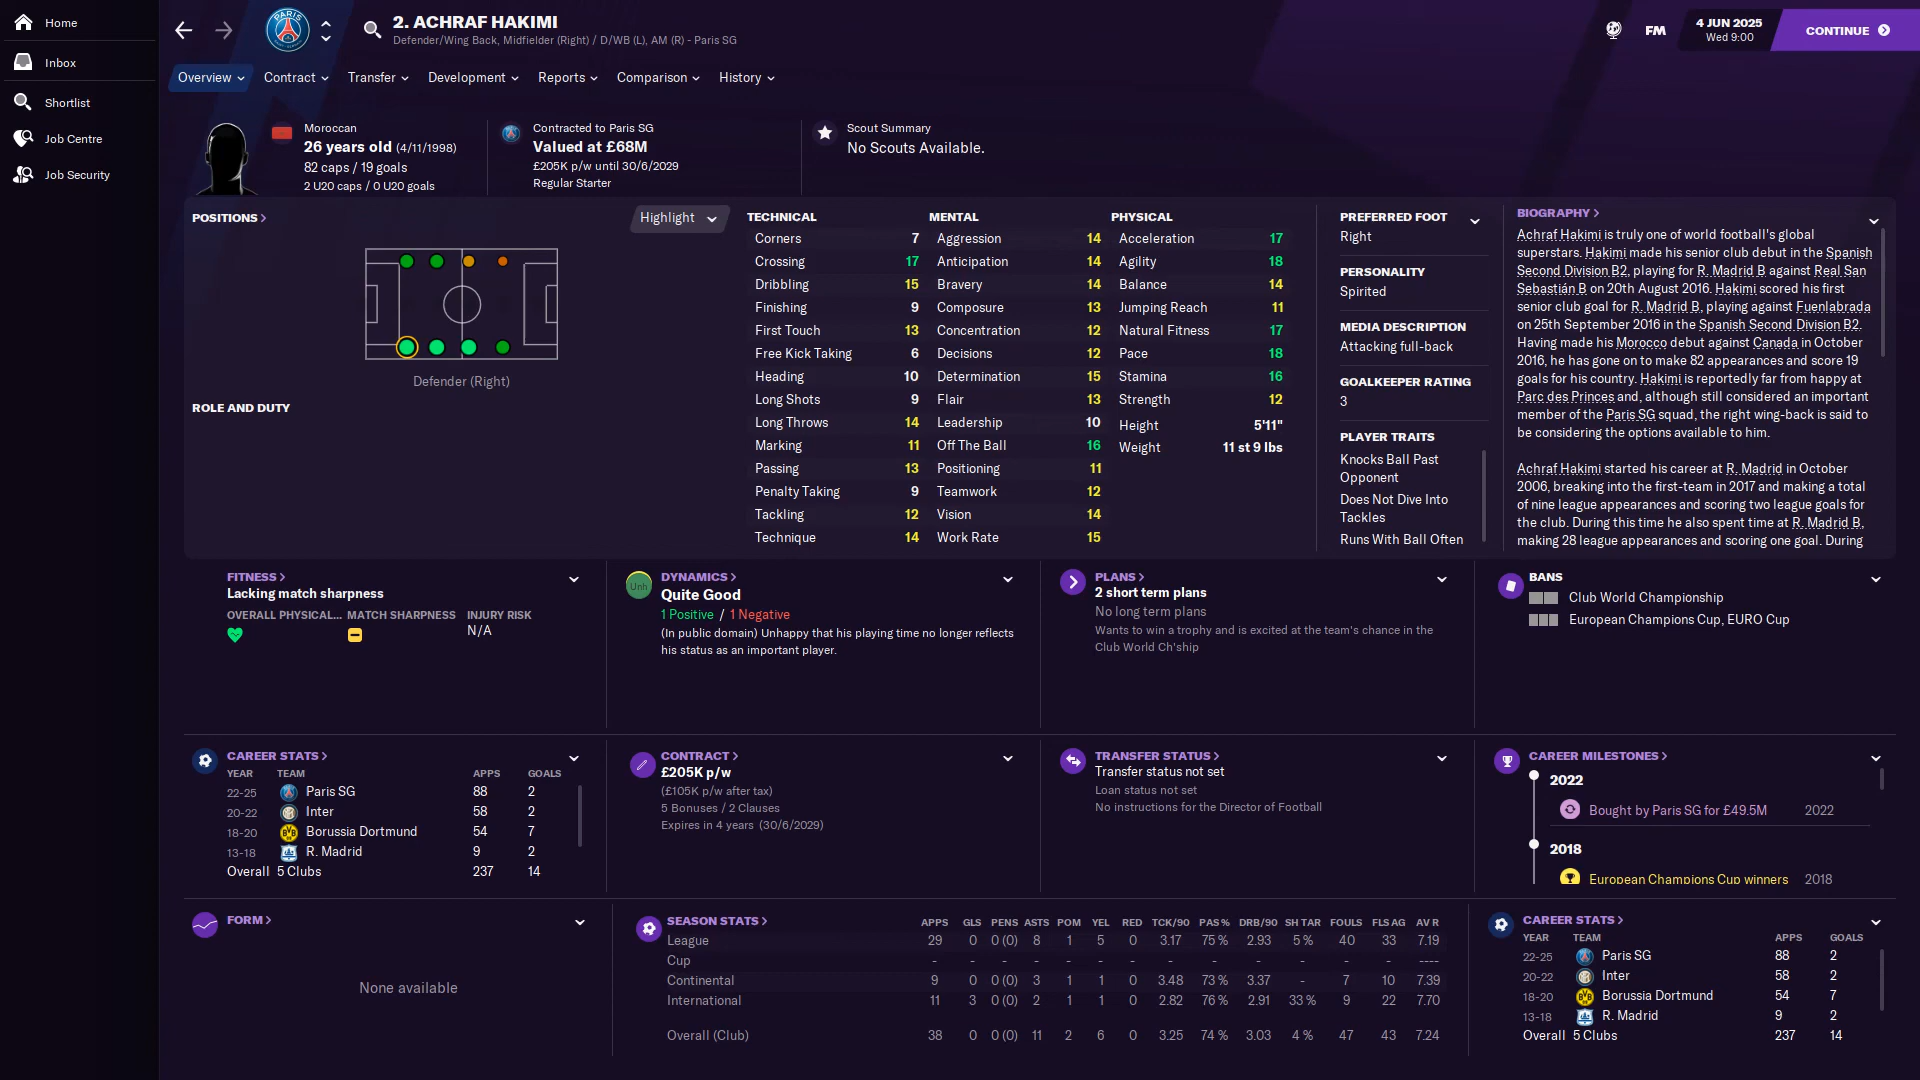 Home
Inbox
Shortlist
Job Centre
Job Security
2. ACHRAF HAKIMI
Defender/Wing Back, Midfielder (Right) / D/WB (L), AM (R) - Paris SG
FM
4 JUN 2025
Wed 9:00
CONTINUE
Overview
Contract
Transfer
Development
Reports
Comparison
History
Moroccan
26 years old (4/11/1998)
82 caps / 19 goals
2 U20 caps / 0 U20 goals
Contracted to Paris SG
Valued at £68M
£205K p/w until 30/6/2029
Regular Starter
Scout Summary
No Scouts Available.
POSITIONS
Highlight
Defender (Right)
ROLE AND DUTY
TECHNICAL
Corners 7
Crossing 17
Dribbling 15
Finishing 9
First Touch 13
Free Kick Taking 6
Heading 10
Long Shots 9
Long Throws 14
Marking 11
Passing 13
Penalty Taking 9
Tackling 12
Technique 14
MENTAL
Aggression 14
Anticipation 14
Bravery 14
Composure 13
Concentration 12
Decisions 12
Determination 15
Flair 13
Leadership 10
Off The Ball 16
Positioning 11
Teamwork 12
Vision 14
Work Rate 15
PHYSICAL
Acceleration 17
Agility 18
Balance 14
Jumping Reach 11
Natural Fitness 17
Pace 18
Stamina 16
Strength 12
Height 5'11"
Weight 11 st 9 lbs
PREFERRED FOOT
Right
PERSONALITY
Spirited
MEDIA DESCRIPTION
Attacking full-back
GOALKEEPER RATING
3
PLAYER TRAITS
Knocks Ball Past
Opponent
Does Not Dive Into
Tackles
Runs With Ball Often
BIOGRAPHY
Achraf Hakimi is truly one of world football's global
superstars. Hakimi made his senior club debut in the Spanish
Second Division B2, playing for R. Madrid B against Real San
Sebastián B on 20th August 2016. Hakimi scored his first
senior club goal for R. Madrid B, playing against Fuenlabrada
on 25th September 2016 in the Spanish Second Division B2.
Having made his Morocco debut against Canada in October
2016, he has gone on to make 82 appearances and score 19
goals for his country. Hakimi is reportedly far from happy at
Parc des Princes and, although still considered an important
member of the Paris SG squad, the right wing-back is said to
be considering the options available to him.
Achraf Hakimi started his career at R. Madrid in October
2006, breaking into the first-team in 2017 and making a total
of nine league appearances and scoring two league goals for
the club. During this time he also spent time at R. Madrid B,
making 28 league appearances and scoring one goal. During
FITNESS
Lacking match sharpness
OVERALL PHYSICAL... MATCH SHARPNESS INJURY RISK
N/A
Unh
DYNAMICS
Quite Good
1 Positive / 1 Negative
(In public domain) Unhappy that his playing time no longer reflects
his status as an important player.
PLANS
2 short term plans
No long term plans
Wants to win a trophy and is excited at the team's chance in the
Club World Ch'ship
BANS
Club World Championship
European Champions Cup, EURO Cup
CAREER STATS
YEAR TEAM APPS GOALS
22-25 Paris SG 88 2
20-22 Inter 58 2
18-20 Borussia Dortmund 54 7
13-18 R. Madrid 9 2
Overall 5 Clubs 237 14
CONTRACT
£205K p/w
(£105K p/w after tax)
5 Bonuses / 2 Clauses
Expires in 4 years (30/6/2029)
TRANSFER STATUS
Transfer status not set
Loan status not set
No instructions for the Director of Football
CAREER MILESTONES
2022
Bought by Paris SG for £49.5M 2022
2018
European Champions Cup winners 2018
FORM
None available
SEASON STATS APPS GLS PENS ASTS POM YEL RED TCK/90 PAS % DRB/90 SH TAR FOULS FLS AG AV R
League 29 0 0 (0) 8 1 5 0 3.17 75 % 2.93 5 % 40 33 7.19
Cup - - - - - - - - - - - - - ----
Continental 9 0 0 (0) 3 1 1 0 3.48 73 % 3.37 - 7 10 7.39
International 11 3 0 (0) 2 1 1 0 2.82 76 % 2.91 33 % 9 22 7.70
Overall (Club) 38 0 0 (0) 11 2 6 0 3.25 74 % 3.03 4 % 47 43 7.24
CAREER STATS
YEAR TEAM APPS GOALS
22-25 Paris SG 88 2
20-22 Inter 58 2
18-20 Borussia Dortmund 54 7
13-18 R. Madrid 9 2
Overall 5 Clubs 237 14